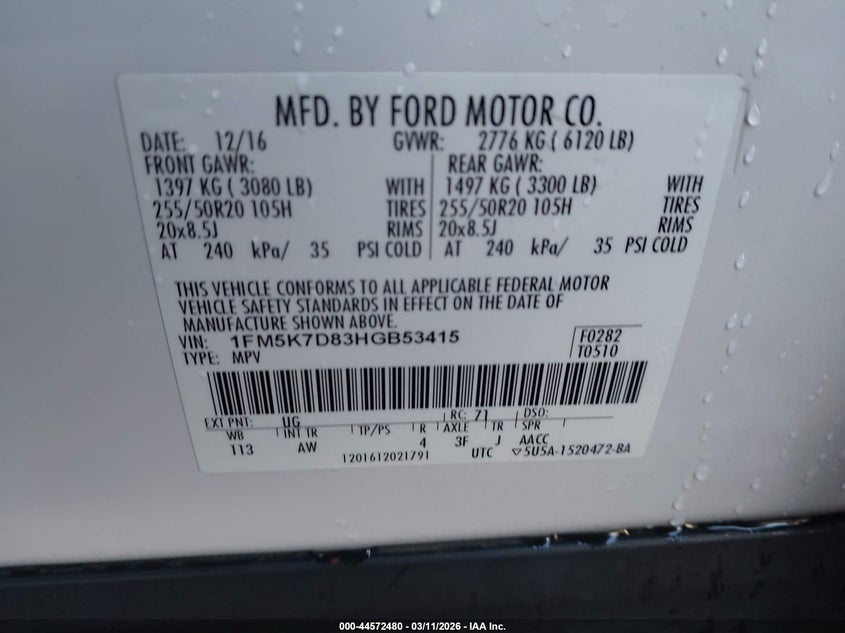 MFD. BY FORD MOTOR CO.
DATE: 12/16 GVWR: 2776 KG ( 6120 LB)
FRONT GAWR: REAR GAWR:
1397 KG ( 3080 LB) WITH 1497 KG ( 3300 LB) WITH
255/50R20 105H TIRES 255/50R20 105H TIRES
20x8.5J RIMS 20x8.5J RIMS
AT 240 kPa/ 35 PSI COLD AT 240 kPa/ 35 PSI COLD
THIS VEHICLE CONFORMS TO ALL APPLICABLE FEDERAL MOTOR
VEHICLE SAFETY STANDARDS IN EFFECT ON THE DATE OF
MANUFACTURE SHOWN ABOVE.
VIN: 1FM5K7D83HGB53415 F0282
TYPE: MPV T0510
EXT PNT: UG RC: 71 DSO:
WB INT TR TP/PS R AXLE TR SPR
113 AW 4 3F J AACC
1201612021791 UTC ▽5U5A-1520472-BA
000-44572480 - 03/11/2026 - IAA Inc.